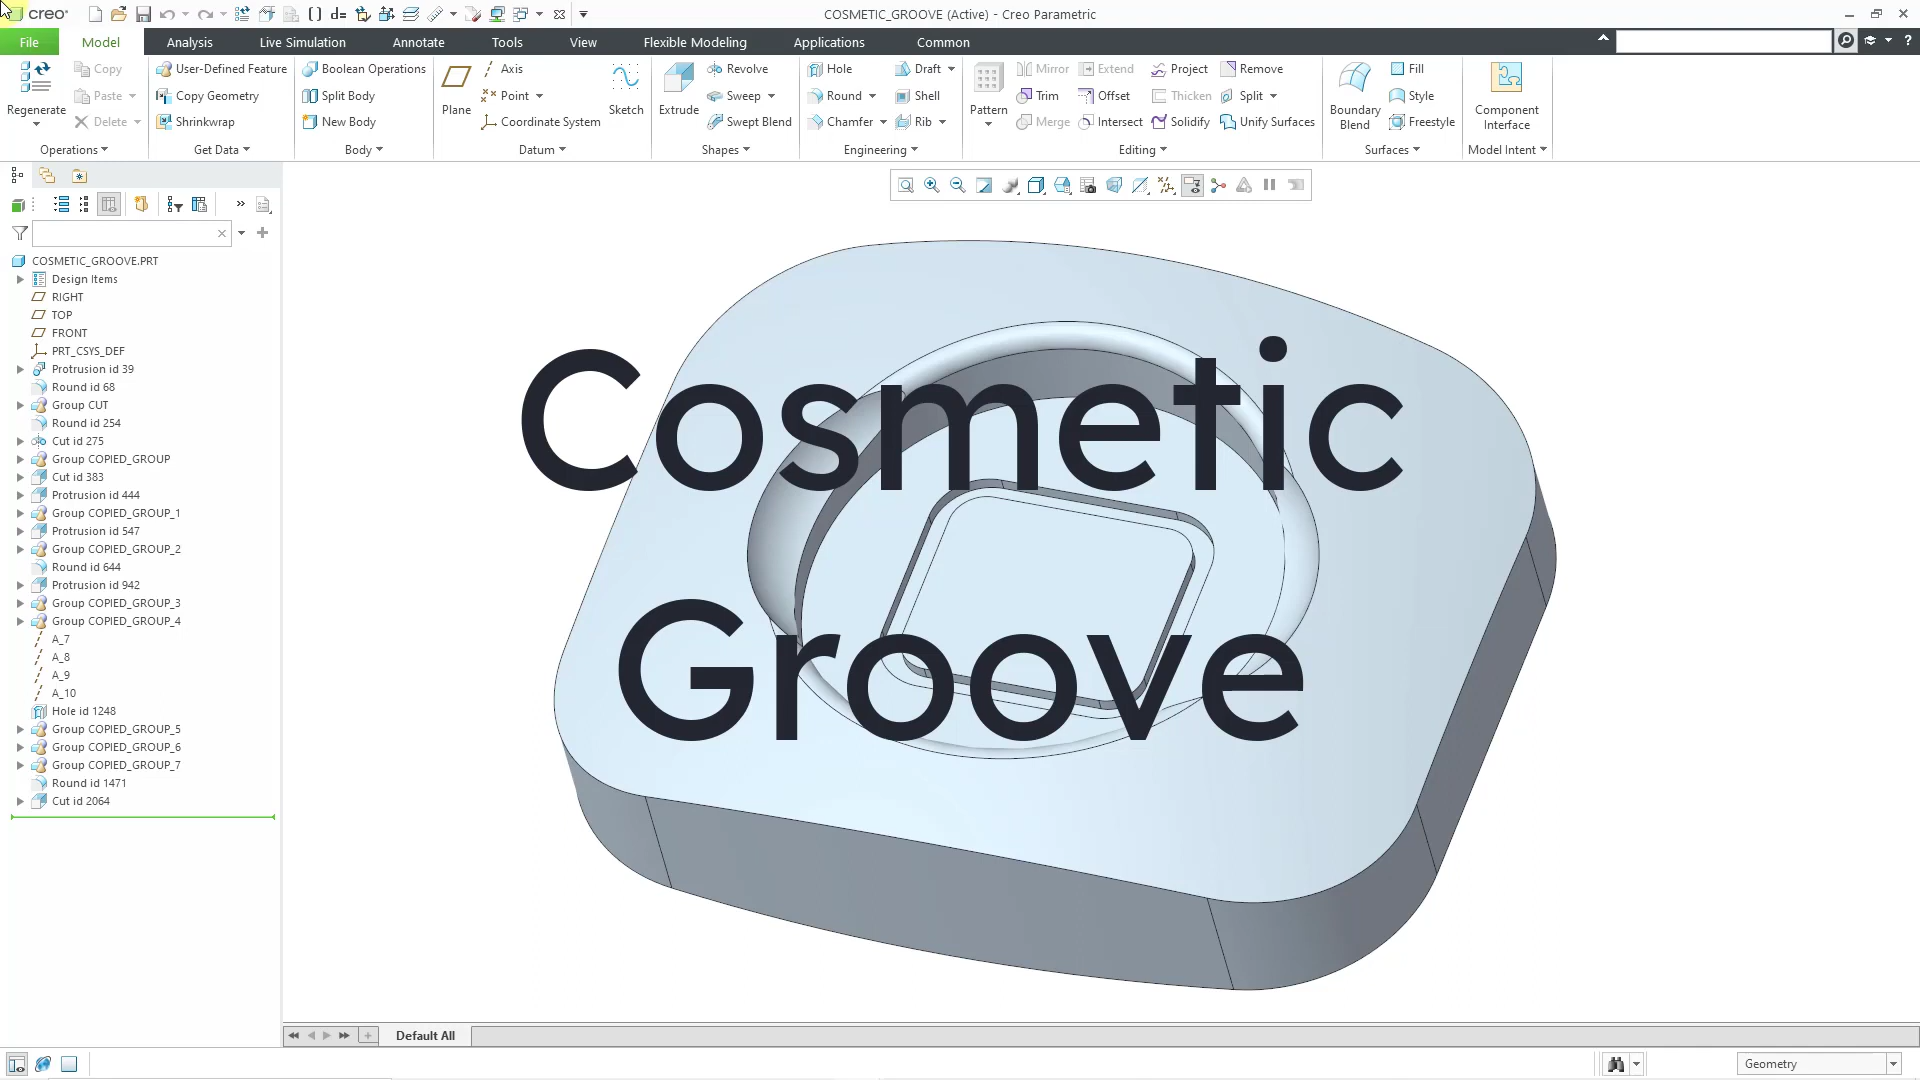 creo
COSMETIC_GROOVE (Active) - Creo Parametric
File Model Analysis Live Simulation Annotate Tools View Flexible Modeling Applications Common
Regenerate
Copy
Paste
Delete
Operations
User-Defined Feature
Copy Geometry
Shrinkwrap
Get Data
Boolean Operations
Split Body
New Body
Body
Plane
Axis
Point
Coordinate System
Sketch
Datum
Extrude
Revolve
Sweep
Swept Blend
Shapes
Hole
Round
Chamfer
Draft
Shell
Rib
Engineering
Pattern
Mirror
Trim
Merge
Extend
Offset
Intersect
Project
Thicken
Solidify
Remove
Split
Unify Surfaces
Editing
Boundary
Blend
Fill
Style
Freestyle
Surfaces
Component
Interface
Model Intent
COSMETIC_GROOVE.PRT
Design Items
RIGHT
TOP
FRONT
PRT_CSYS_DEF
Protrusion id 39
Round id 68
Group CUT
Round id 254
Cut id 275
Group COPIED_GROUP
Cut id 383
Protrusion id 444
Group COPIED_GROUP_1
Protrusion id 547
Group COPIED_GROUP_2
Round id 644
Protrusion id 942
Group COPIED_GROUP_3
Group COPIED_GROUP_4
A_7
A_8
A_9
A_10
Hole id 1248
Group COPIED_GROUP_5
Group COPIED_GROUP_6
Group COPIED_GROUP_7
Round id 1471
Cut id 2064
Cosmetic
Groove
Default All
Geometry